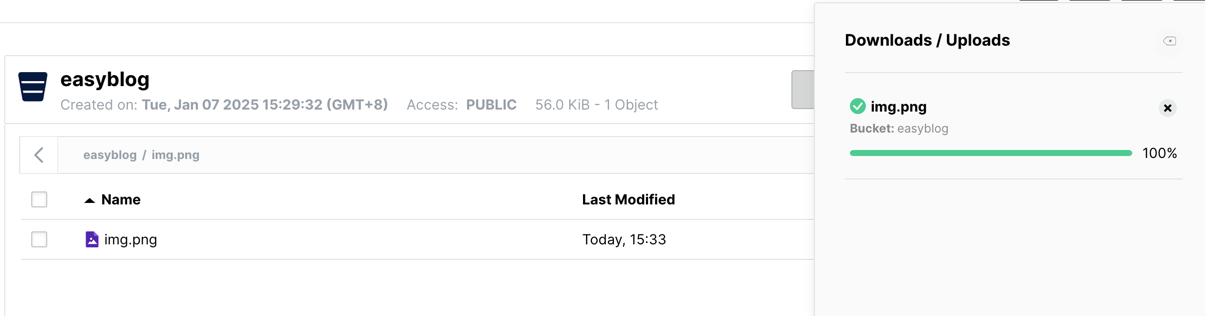 easyblog
Created on: Tue, Jan 07 2025 15:29:32 (GMT+8) Access: PUBLIC 56.0 KiB - 1 Object
easyblog / img.png
Name Last Modified
img.png Today, 15:33
Downloads / Uploads
img.png
Bucket: easyblog
100%